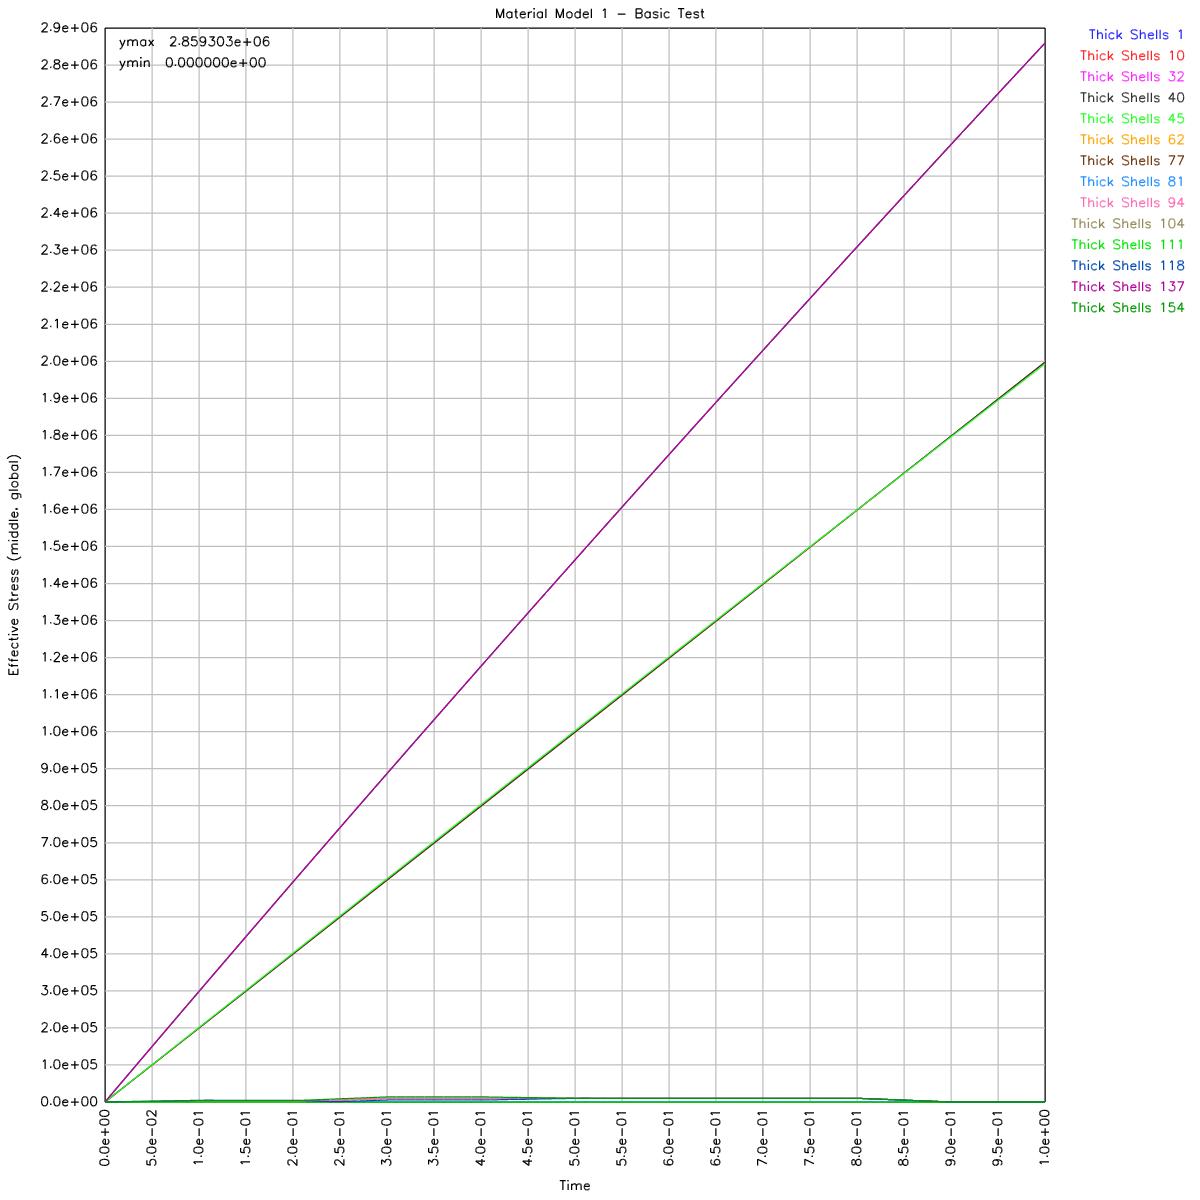 Material Model 1 - Basic Test
ymax 2.859303e+06
ymin 0.000000e+00
Thick Shells 1
Thick Shells 10
Thick Shells 32
Thick Shells 40
Thick Shells 45
Thick Shells 62
Thick Shells 77
Thick Shells 81
Thick Shells 94
Thick Shells 104
Thick Shells 111
Thick Shells 118
Thick Shells 137
Thick Shells 154
Effective Stress (middle, global)
2.9e+06
2.8e+06
2.7e+06
2.6e+06
2.5e+06
2.4e+06
2.3e+06
2.2e+06
2.1e+06
2.0e+06
1.9e+06
1.8e+06
1.7e+06
1.6e+06
1.5e+06
1.4e+06
1.3e+06
1.2e+06
1.1e+06
1.0e+06
9.0e+05
8.0e+05
7.0e+05
6.0e+05
5.0e+05
4.0e+05
3.0e+05
2.0e+05
1.0e+05
0.0e+00
0.0e+00
5.0e-02
1.0e-01
1.5e-01
2.0e-01
2.5e-01
3.0e-01
3.5e-01
4.0e-01
4.5e-01
5.0e-01
5.5e-01
6.0e-01
6.5e-01
7.0e-01
7.5e-01
8.0e-01
8.5e-01
9.0e-01
9.5e-01
1.0e+00
Time